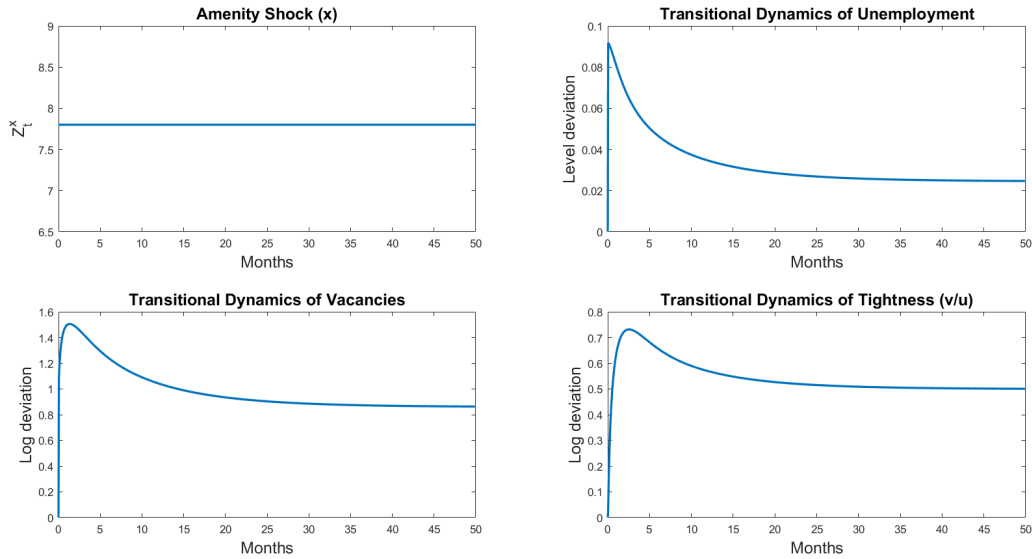 Amenity Shock (x)
9
8.5
8
7.5
7
6.5
Z_t^x
0 5 10 15 20 25 30 35 40 45 50
Months
Transitional Dynamics of Unemployment
0.1
0.08
0.06
0.04
0.02
0
Level deviation
0 5 10 15 20 25 30 35 40 45 50
Months
Transitional Dynamics of Vacancies
1.6
1.4
1.2
1
0.8
0.6
0.4
0.2
0
Log deviation
0 5 10 15 20 25 30 35 40 45 50
Months
Transitional Dynamics of Tightness (v/u)
0.8
0.7
0.6
0.5
0.4
0.3
0.2
0.1
0
Log deviation
0 5 10 15 20 25 30 35 40 45 50
Months